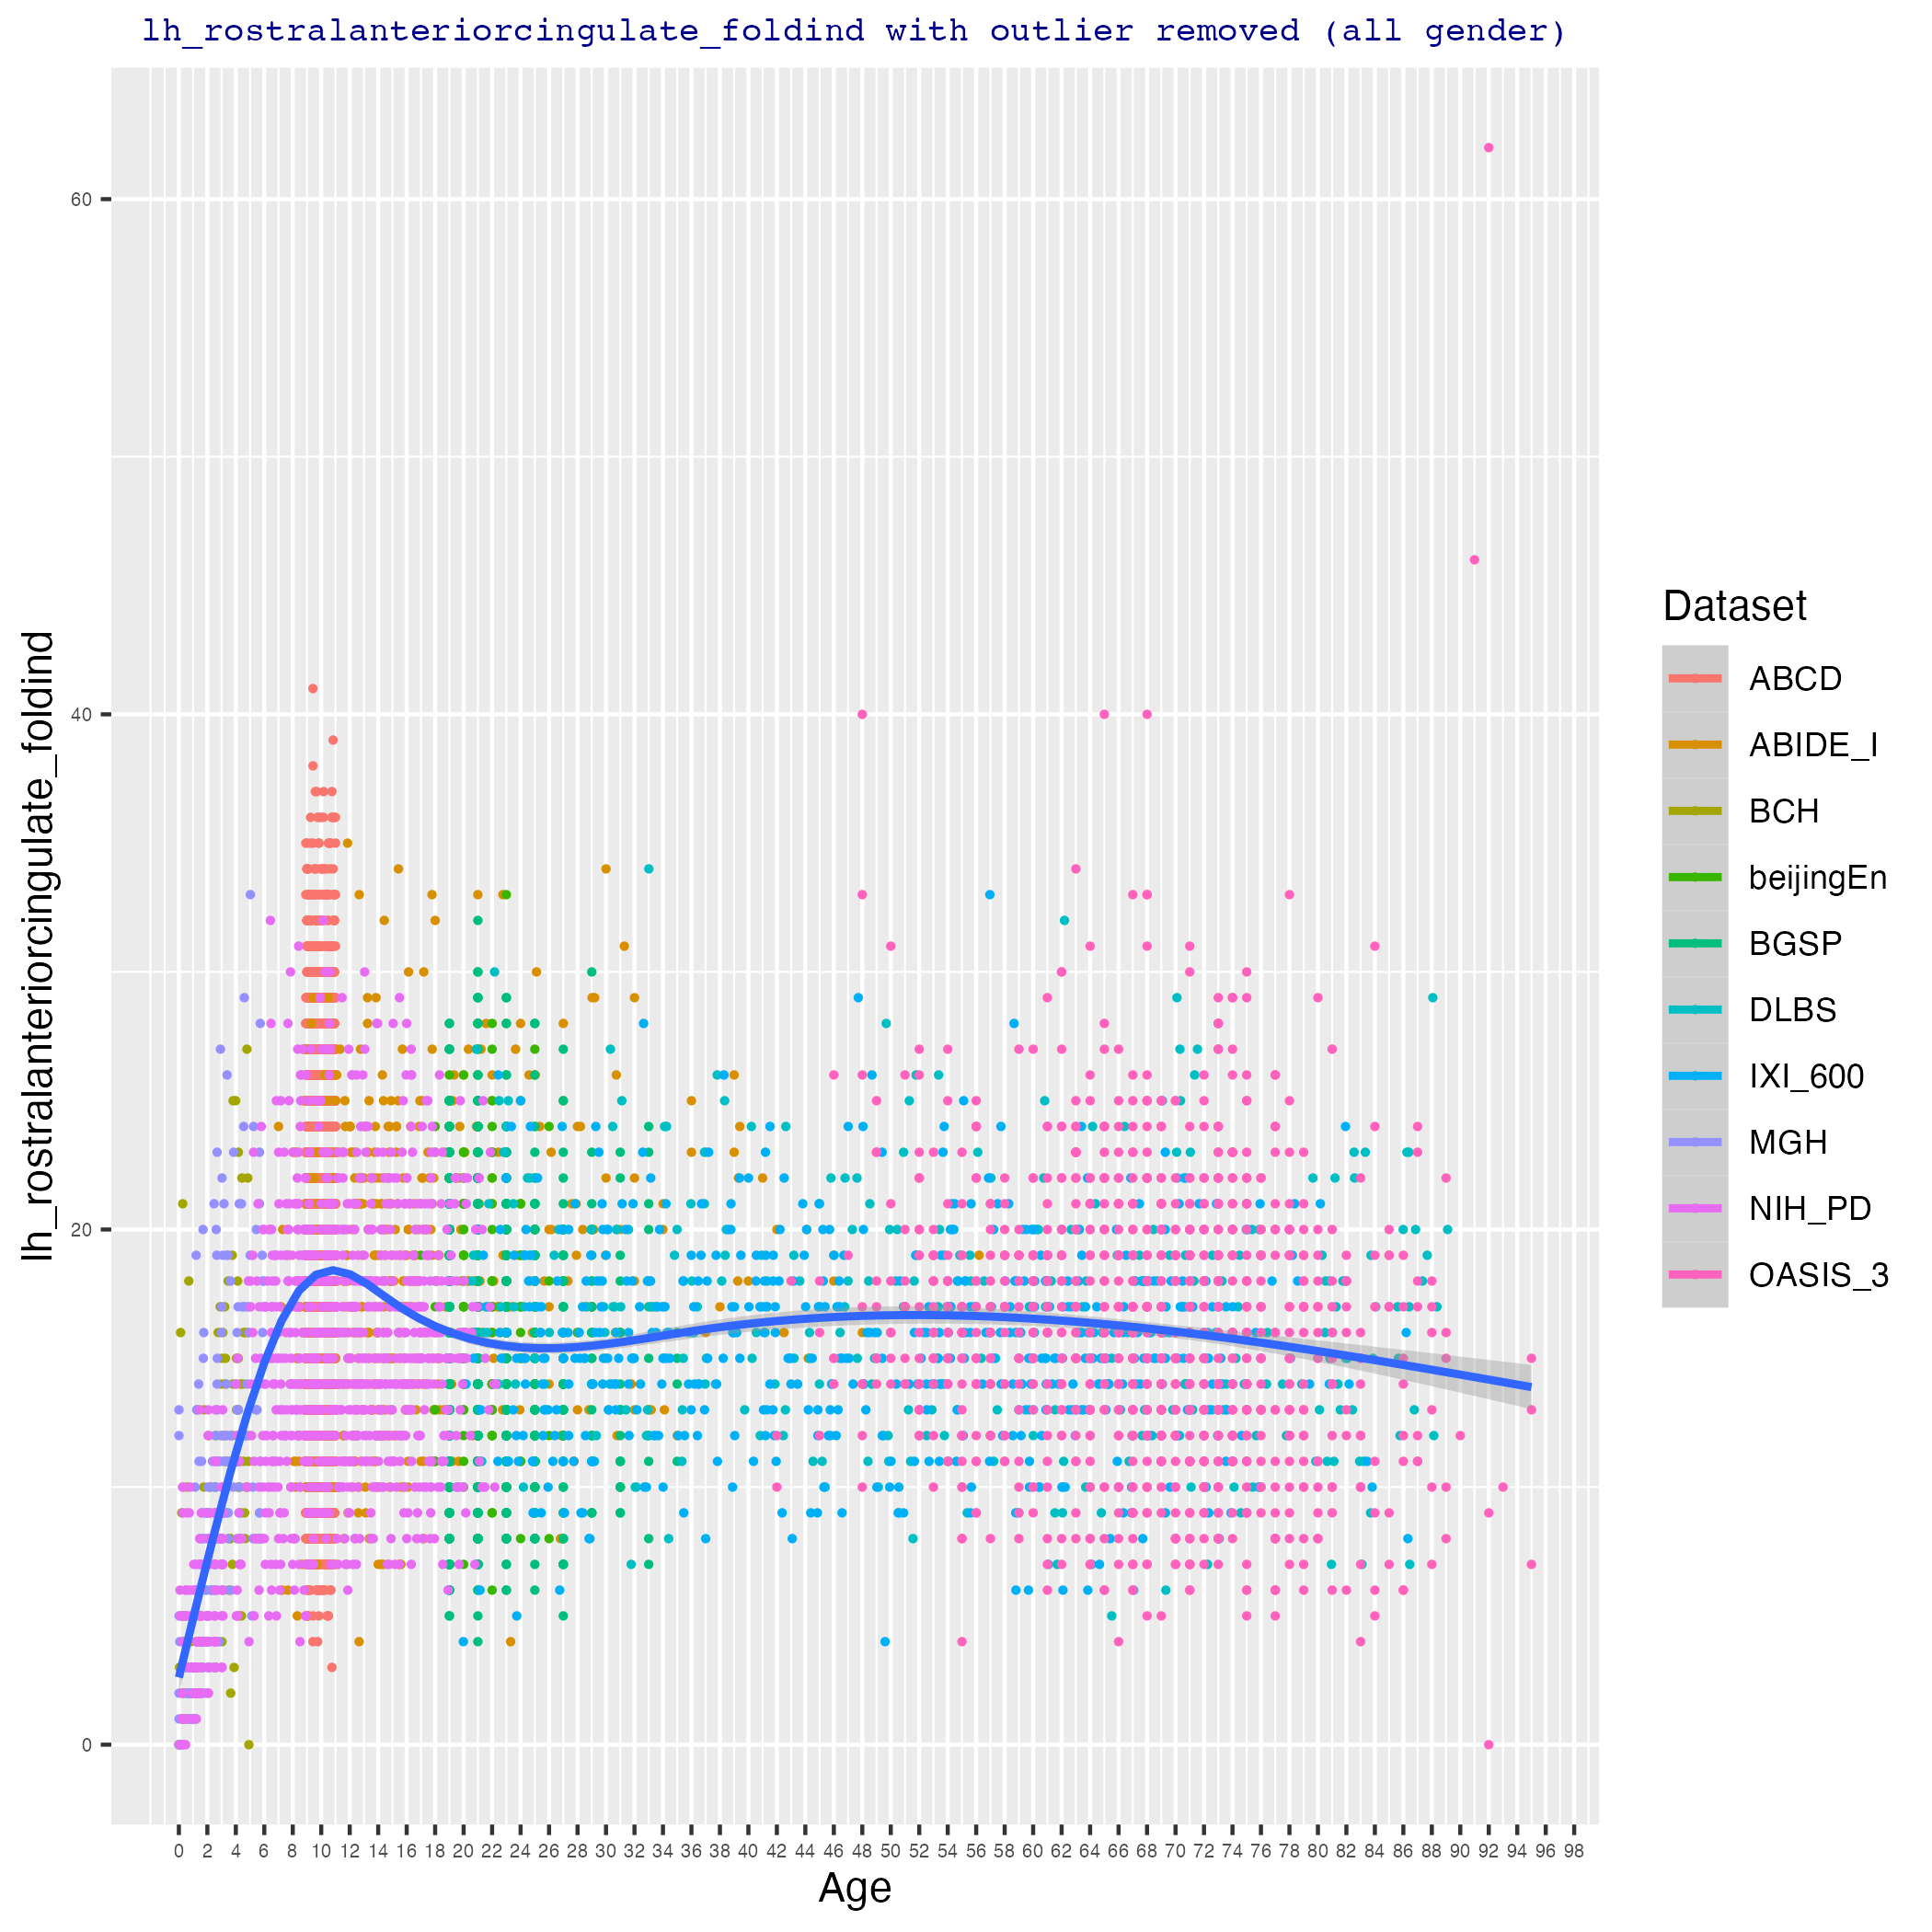 lh_rostralanteriorcingulate_foldind with outlier removed (all gender)
lh_rostralanteriorcingulate_foldind
60
40
20
0
0 2 4 6 8 10 12 14 16 18 20 22 24 26 28 30 32 34 36 38 40 42 44 46 48 50 52 54 56 58 60 62 64 66 68 70 72 74 76 78 80 82 84 86 88 90 92 94 96 98
Age
Dataset
ABCD
ABIDE_I
BCH
beijingEn
BGSP
DLBS
IXI_600
MGH
NIH_PD
OASIS_3